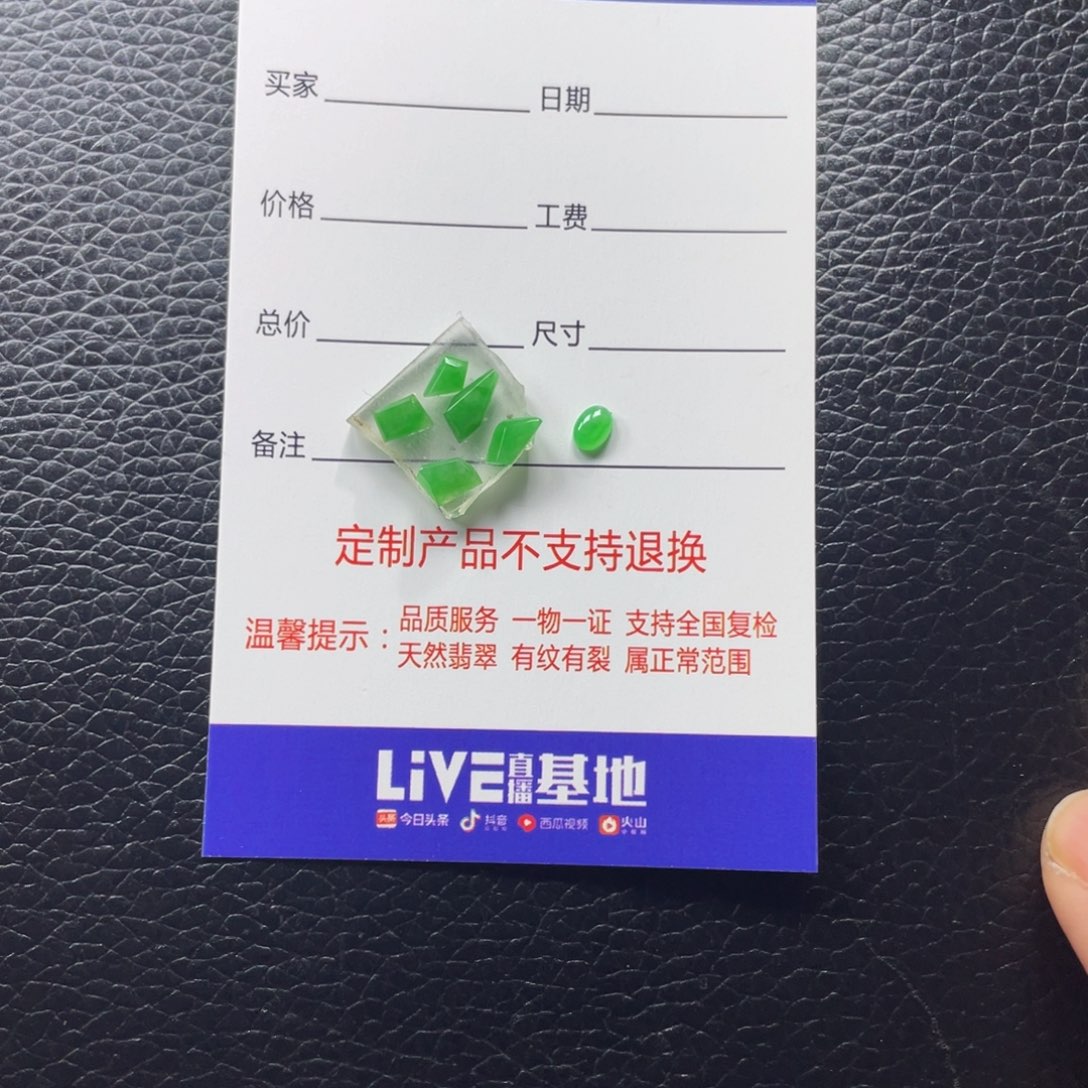 买家 日期
价格 工费
总价 尺寸
备注
定制产品不支持退换
温馨提示：品质服务 一物一证 支持全国复检
天然翡翠 有纹有裂 属正常范围
LiVE直播基地
头条 今日头条 抖音 西瓜视频 火山